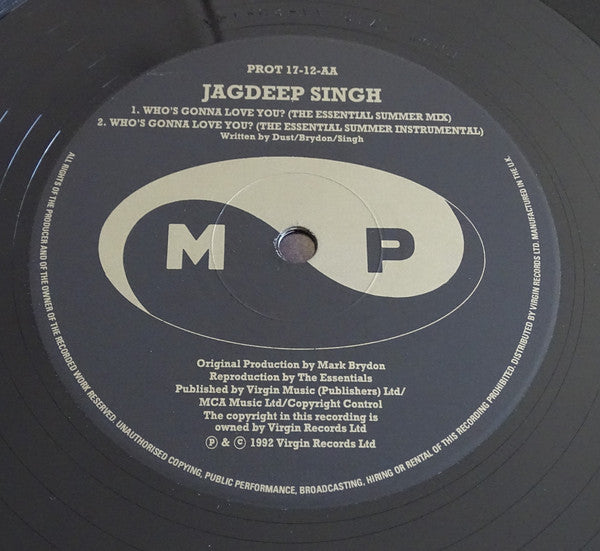 PROT 17-12-AA
JAGDEEP SINGH
1. WHO'S GONNA LOVE YOU? (THE ESSENTIAL SUMMER MIX)
2. WHO'S GONNA LOVE YOU? (THE ESSENTIAL SUMMER INSTRUMENTAL)
Written by Dust/Brydon/Singh
M P
Original Production by Mark Brydon
Reproduction by The Essentials
Published by Virgin Music (Publishers) Ltd/
MCA Music Ltd/Copyright Control
The copyright in this recording is
owned by Virgin Records Ltd
℗ & © 1992 Virgin Records Ltd
ALL RIGHTS OF THE PRODUCER AND OF THE OWNER OF THE RECORDED WORK RESERVED. UNAUTHORISED COPYING, PUBLIC PERFORMANCE, BROADCASTING, HIRING OR RENTAL OF THIS RECORDING PROHIBITED. DISTRIBUTED BY VIRGIN RECORDS LTD. MANUFACTURED IN THE U.K.